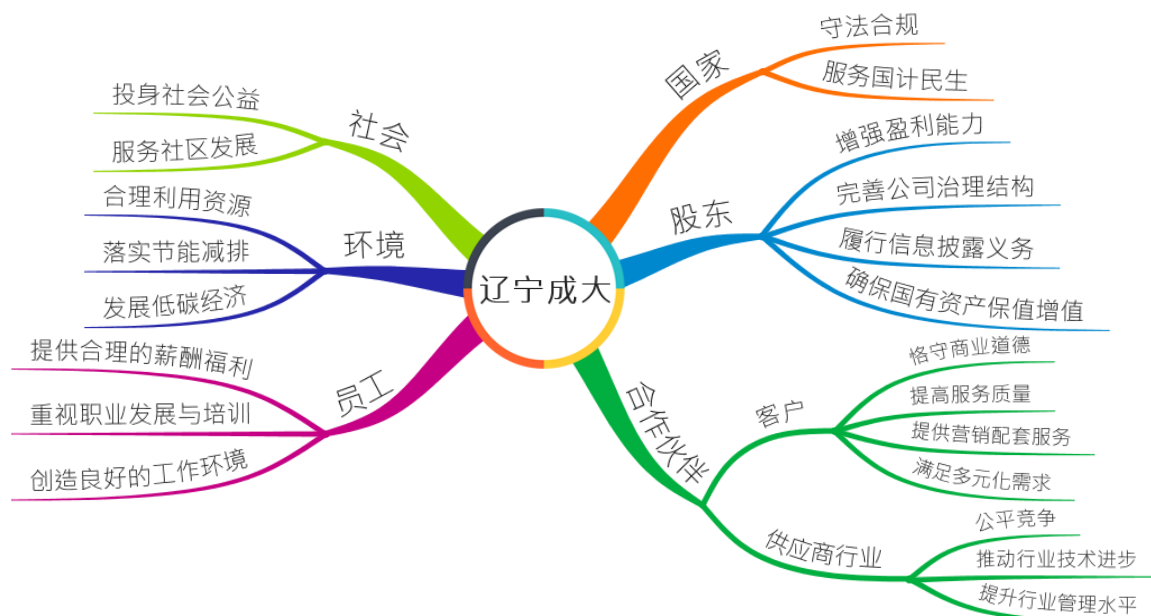 辽宁成大
国家
守法合规
服务国计民生
股东
增强盈利能力
完善公司治理结构
履行信息披露义务
确保国有资产保值增值
合作伙伴
客户
恪守商业道德
提高服务质量
提供营销配套服务
满足多元化需求
供应商行业
公平竞争
推动行业技术进步
提升行业管理水平
社会
投身社会公益
服务社区发展
环境
合理利用资源
落实节能减排
发展低碳经济
员工
提供合理的薪酬福利
重视职业发展与培训
创造良好的工作环境